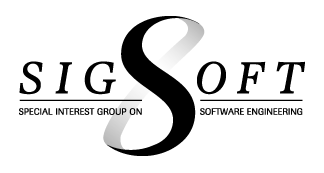 SIGSOFT
SPECIAL INTEREST GROUP ON SOFTWARE ENGINEERING